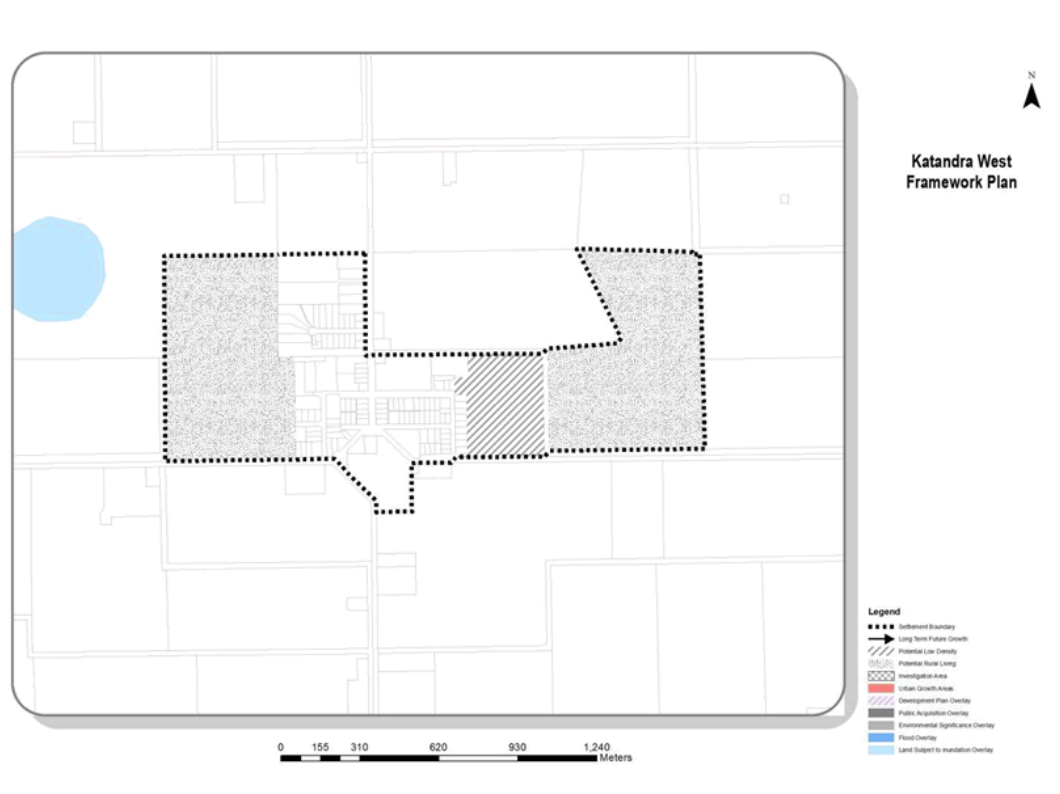 N
Katandra West
Framework Plan
Legend
Settlement Boundary
Long Term Future Growth
Potential Low Density
Potential Rural Living
Investigation Area
Urban Growth Areas
Development Plan Overlay
Public Acquisition Overlay
Environmental Significance Overlay
Flood Overlay
Land Subject to Inundation Overlay
0 155 310 620 930 1,240
Meters